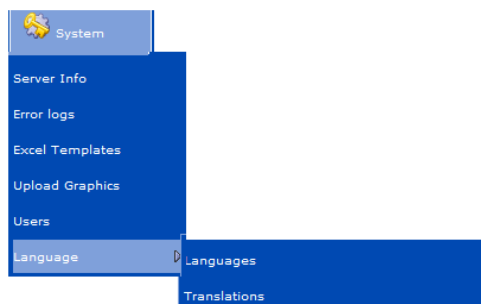 System
Server Info
Error logs
Excel Templates
Upload Graphics
Users
Language
Languages
Translations